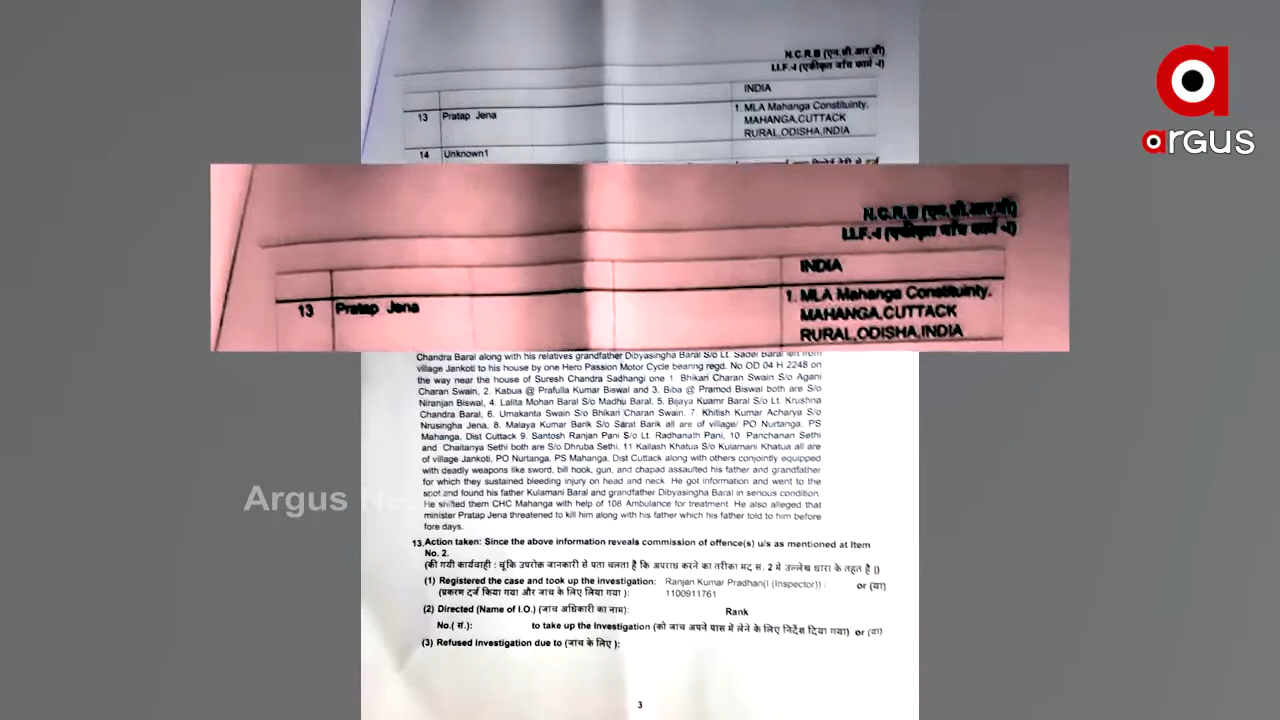 N.C.R.B (एन.सी.आर.बी)
I.I.F.-I (एकीकृत जाँच फार्म -I)
INDIA
13 Pratap Jena 1. MLA Mahanga Constituinty,
MAHANGA,CUTTACK
RURAL,ODISHA,INDIA
14 Unknown1
argus
N.C.R.B (एन.सी.आर.बी)
I.I.F.-I (एकीकृत जाँच फार्म -I)
INDIA
13 Pratap Jena 1. MLA Mahanga Constituinty,
MAHANGA,CUTTACK
RURAL,ODISHA,INDIA
Chandra Baral along with his relatives grandfather Dibyasingha Baral S/o Lt. Sadei Baral left from
village Jankoti to his house by one Hero Passion Motor Cycle bearing regd. No OD 04 H 2248 on
the way near the house of Suresh Chandra Sadhangi one 1. Bhikari Charan Swain S/o Agani
Charan Swain, 2. Kabua @ Prafulla Kumar Biswal and 3. Biba @ Pramod Biswal both are S/o
Niranjan Biswal, 4. Lalita Mohan Baral S/o Madhu Baral, 5. Bijaya Kuamr Baral S/o Lt. Krushna
Chandra Baral, 6. Umakanta Swain S/o Bhikari Charan Swain. 7. Khitish Kumar Acharya S/o
Nrusingha Jena, 8. Malaya Kumar Barik S/o Sarat Barik all are of village/ PO Nurtanga, PS
Mahanga, Dist Cuttack 9. Santosh Ranjan Pani S/o Lt. Radhanath Pani, 10 Panchanan Sethi
and Chaitanya Sethi both are S/o Dhruba Sethi, 11 Kailash Khatua S/o Kulamani Khatua all are
of village Jankoti, PO Nurtanga, PS Mahanga, Dist Cuttack along with others conjointly equipped
with deadly weapons like sword, bill hook, gun, and chapad assaulted his father and grandfather
for which they sustained bleeding injury on head and neck. He got information and went to the
spot and found his father Kulamani Baral and grandfather Dibyasingha Baral in serious condition.
He shifted them CHC Mahanga with help of 108 Ambulance for treatment. He also alleged that
minister Pratap Jena threatened to kill him along with his father which his father told to him before
fore days.
Argus Ne
13. Action taken: Since the above information reveals commission of offence(s) u/s as mentioned at Item
No. 2.
(की गयी कार्यवाही : चूंकि उपरोक्त जानकारी से पता चलता है कि अपराध करने का तरीका मद स. 2 में उल्लेख धारा के तहत है |)
(1) Registered the case and took up the investigation: Ranjan Kumar Pradhan(I (Inspector)) / or (या)
(प्रकरण दर्ज किया गया और जांच के लिए लिया गया ): 1100911761
(2) Directed (Name of I.O.) (जांच अधिकारी का नाम): Rank
No.( सं.): to take up the Investigation (को जांच अपने पास में लेने के लिए निर्देश दिया गया) or (या)
(3) Refused Investigation due to (जांच के लिए ):
3